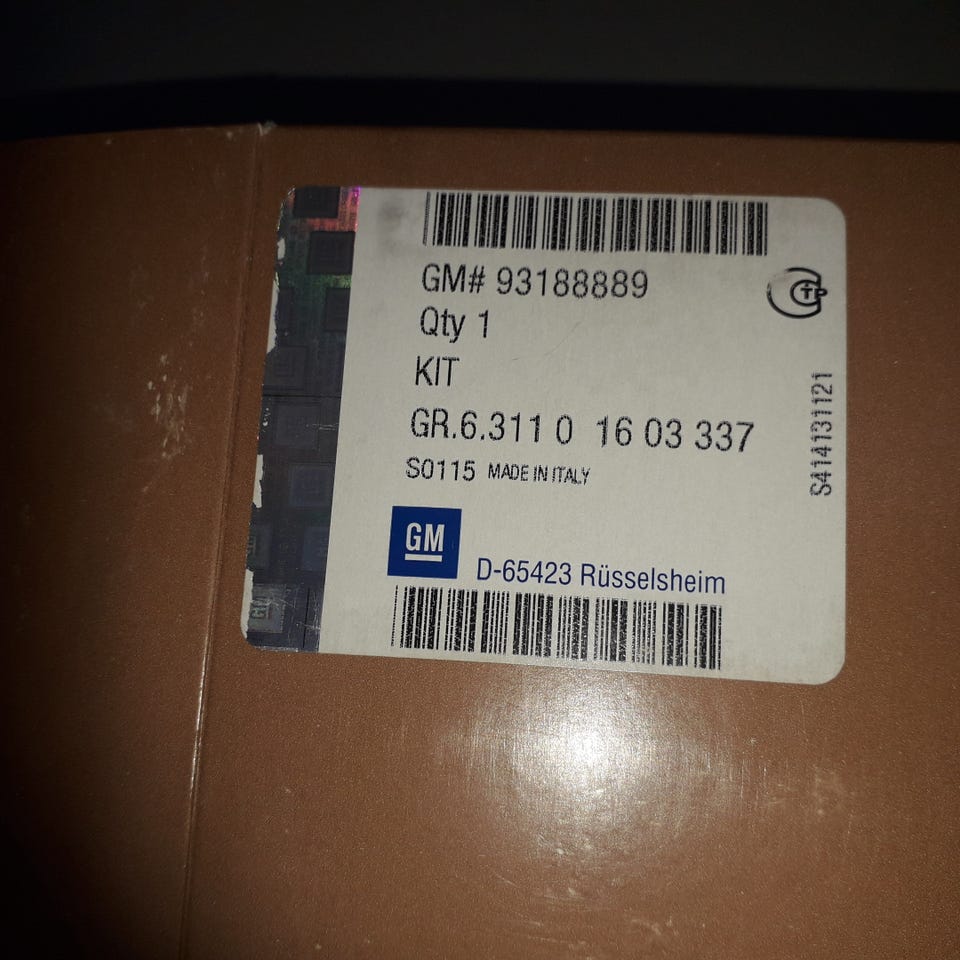 GM# 93188889
Qty 1
KIT
GR.6.311 0 16 03 337
S0115 MADE IN ITALY
GM
D-65423 Rüsselsheim
S414131121